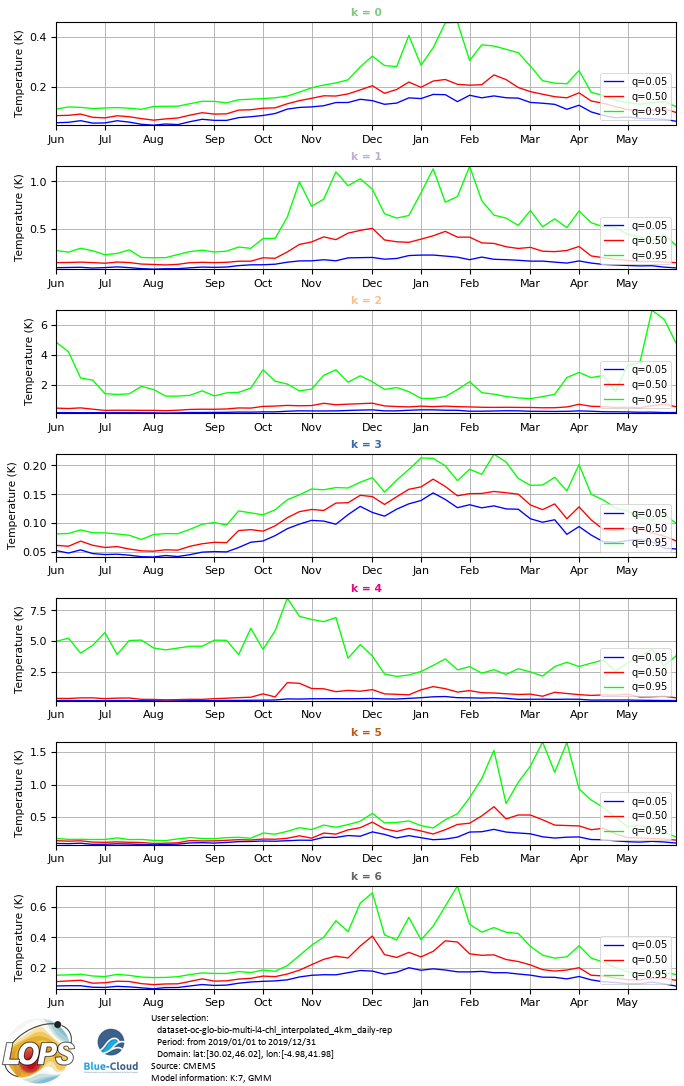 k = 0
Temperature (K)
0.4
0.2
q=0.05
q=0.50
q=0.95
Jun Jul Aug Sep Oct Nov Dec Jan Feb Mar Apr May
k = 1
Temperature (K)
1.0
0.5
q=0.05
q=0.50
q=0.95
Jun Jul Aug Sep Oct Nov Dec Jan Feb Mar Apr May
k = 2
Temperature (K)
6
4
2
q=0.05
q=0.50
q=0.95
Jun Jul Aug Sep Oct Nov Dec Jan Feb Mar Apr May
k = 3
Temperature (K)
0.20
0.15
0.10
0.05
q=0.05
q=0.50
q=0.95
Jun Jul Aug Sep Oct Nov Dec Jan Feb Mar Apr May
k = 4
Temperature (K)
7.5
5.0
2.5
q=0.05
q=0.50
q=0.95
Jun Jul Aug Sep Oct Nov Dec Jan Feb Mar Apr May
k = 5
Temperature (K)
1.5
1.0
0.5
q=0.05
q=0.50
q=0.95
Jun Jul Aug Sep Oct Nov Dec Jan Feb Mar Apr May
k = 6
Temperature (K)
0.6
0.4
0.2
q=0.05
q=0.50
q=0.95
Jun Jul Aug Sep Oct Nov Dec Jan Feb Mar Apr May
LOPS
Blue-Cloud
User selection:
dataset-oc-glo-bio-multi-l4-chl_interpolated_4km_daily-rep
Period: from 2019/01/01 to 2019/12/31
Domain: lat:[30.02,46.02], lon:[-4.98,41.98]
Source: CMEMS
Model information: K:7, GMM